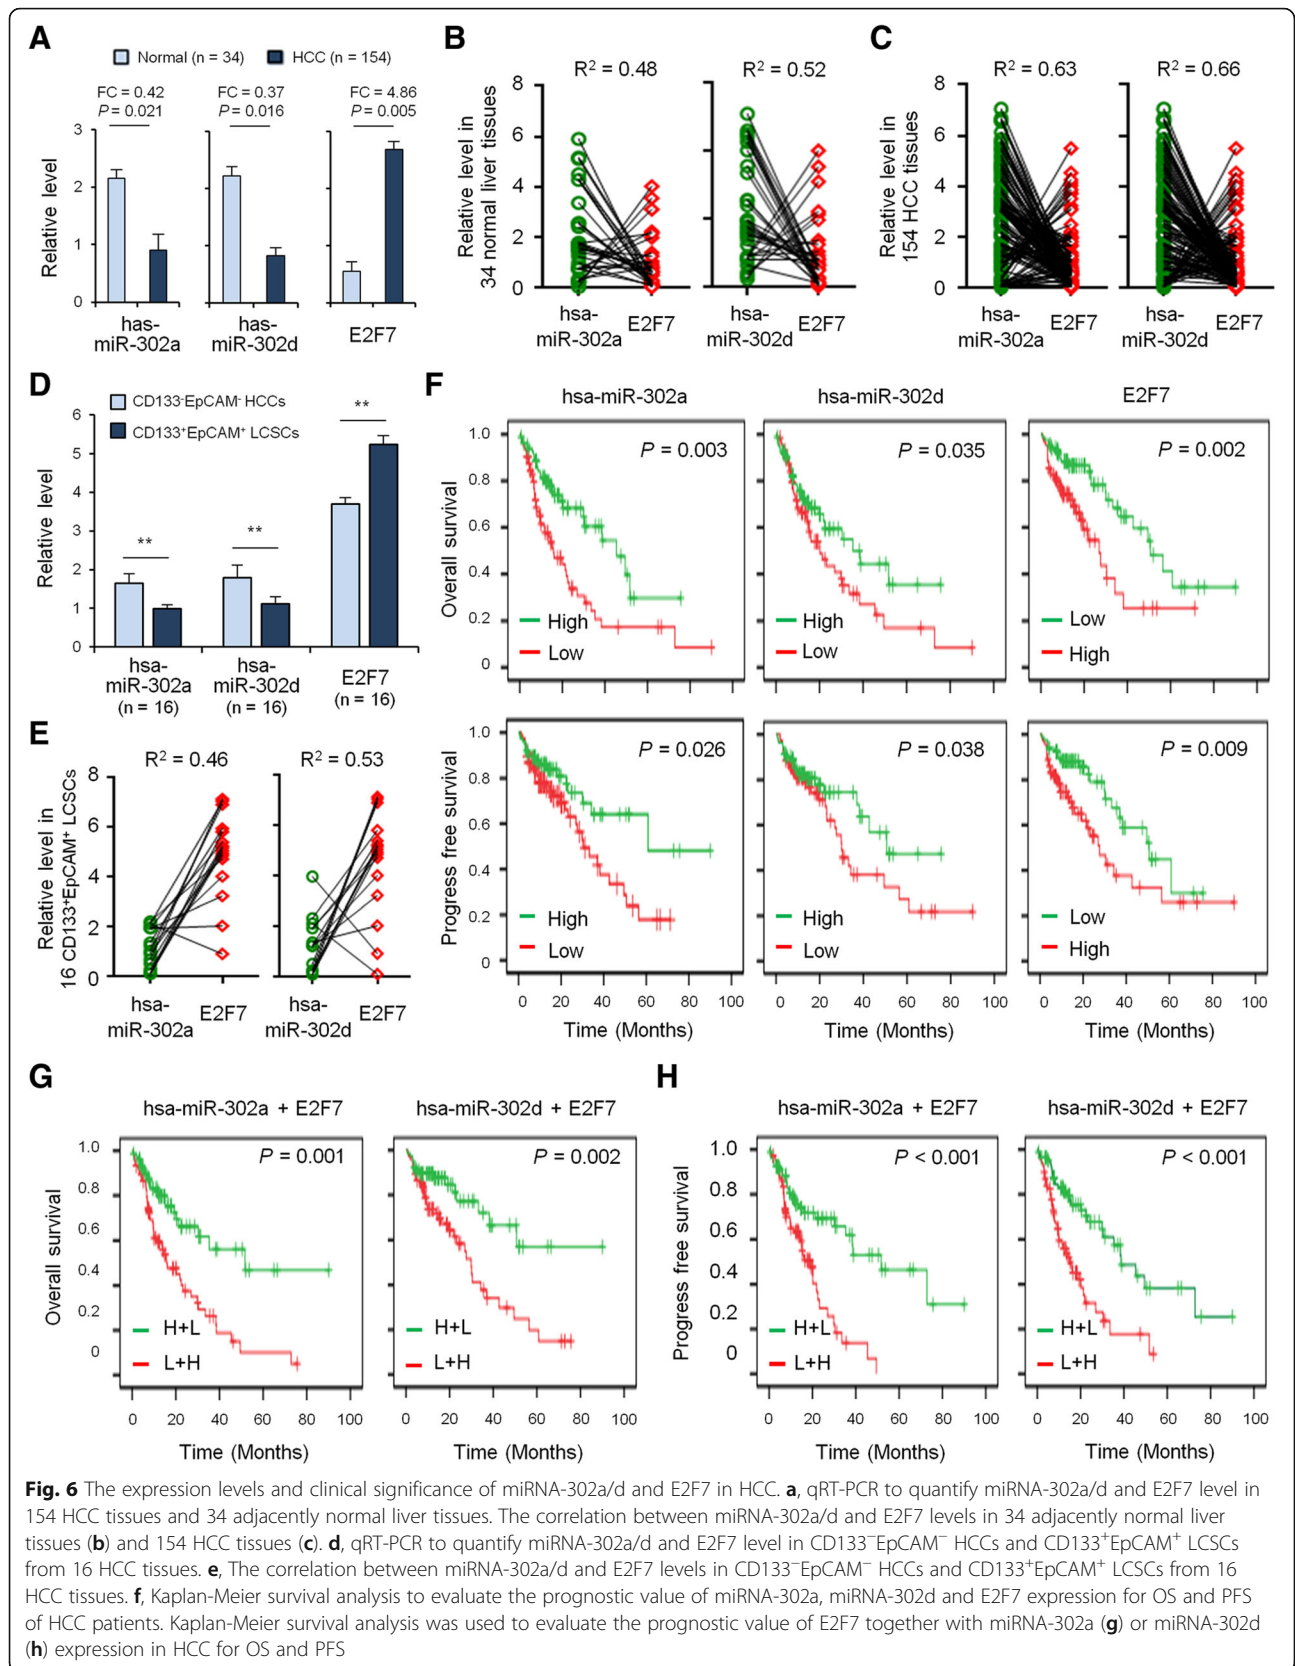 A
Normal (n = 34) HCC (n = 154)
FC = 0.42 FC = 0.37 FC = 4.86
P = 0.021 P = 0.016 P = 0.005
Relative level
3
2
1
0
has-
miR-302a
has-
miR-302d
E2F7
B
R² = 0.48 R² = 0.52
Relative level in
34 normal liver tissues
8
6
4
2
0
hsa-
miR-302a
E2F7
hsa-
miR-302d
E2F7
C
R² = 0.63 R² = 0.66
Relative level in
154 HCC tissues
8
6
4
2
0
hsa-
miR-302a
E2F7
hsa-
miR-302d
E2F7
D
CD133⁻EpCAM⁻ HCCs
CD133⁺EpCAM⁺ LCSCs
Relative level
6
5
4
3
2
1
0
** ** **
hsa-
miR-302a
(n = 16)
hsa-
miR-302d
(n = 16)
E2F7
(n = 16)
E
R² = 0.46 R² = 0.53
Relative level in
16 CD133⁺EpCAM⁺ LCSCs
8
6
4
2
0
hsa-
miR-302a
E2F7
hsa-
miR-302d
E2F7
F
hsa-miR-302a hsa-miR-302d E2F7
Overall survival
1.0
0.8
0.6
0.4
0.2
0
P = 0.003
High
Low
P = 0.035
High
Low
P = 0.002
Low
High
Progress free survival
1.0
0.8
0.6
0.4
0.2
0
P = 0.026
High
Low
P = 0.038
High
Low
P = 0.009
Low
High
0 20 40 60 80 100 0 20 40 60 80 100 0 20 40 60 80 100
Time (Months) Time (Months) Time (Months)
G
hsa-miR-302a + E2F7 hsa-miR-302d + E2F7
Overall survival
1.0
0.8
0.6
0.4
0.2
0
P = 0.001
H+L
L+H
P = 0.002
H+L
L+H
0 20 40 60 80 100 0 20 40 60 80 100
Time (Months) Time (Months)
H
hsa-miR-302a + E2F7 hsa-miR-302d + E2F7
Progress free survival
1.0
0.8
0.6
0.4
0.2
0
P < 0.001
H+L
L+H
P < 0.001
H+L
L+H
0 20 40 60 80 100 0 20 40 60 80 100
Time (Months) Time (Months)
Fig. 6 The expression levels and clinical significance of miRNA-302a/d and E2F7 in HCC. a, qRT-PCR to quantify miRNA-302a/d and E2F7 level in
154 HCC tissues and 34 adjacently normal liver tissues. The correlation between miRNA-302a/d and E2F7 levels in 34 adjacently normal liver
tissues (b) and 154 HCC tissues (c). d, qRT-PCR to quantify miRNA-302a/d and E2F7 level in CD133⁻EpCAM⁻ HCCs and CD133⁺EpCAM⁺ LCSCs
from 16 HCC tissues. e, The correlation between miRNA-302a/d and E2F7 levels in CD133⁻EpCAM⁻ HCCs and CD133⁺EpCAM⁺ LCSCs from 16
HCC tissues. f, Kaplan-Meier survival analysis to evaluate the prognostic value of miRNA-302a, miRNA-302d and E2F7 expression for OS and PFS
of HCC patients. Kaplan-Meier survival analysis was used to evaluate the prognostic value of E2F7 together with miRNA-302a (g) or miRNA-302d
(h) expression in HCC for OS and PFS